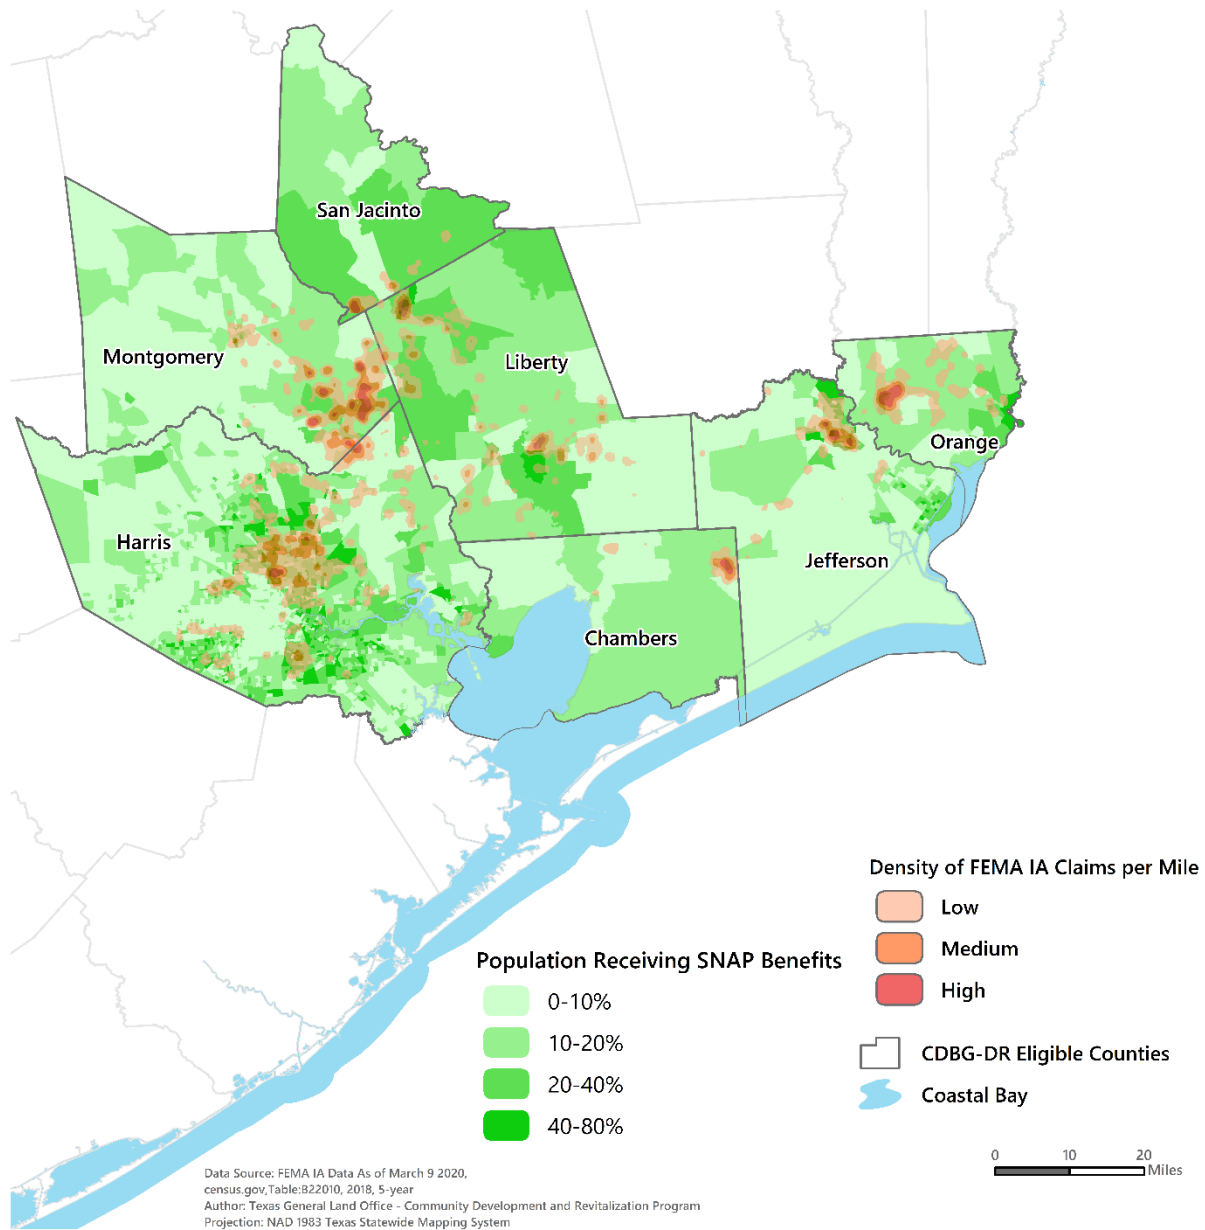 San Jacinto
Montgomery
Liberty
Orange
Harris
Jefferson
Chambers
Density of FEMA IA Claims per Mile
Low
Medium
High
Population Receiving SNAP Benefits
0-10%
10-20%
20-40%
40-80%
CDBG-DR Eligible Counties
Coastal Bay
0 10 20
Miles
Data Source: FEMA IA Data As of March 9 2020,
census.gov,Table:B22010, 2018, 5-year
Author: Texas General Land Office - Community Development and Revitalization Program
Projection: NAD 1983 Texas Statewide Mapping System